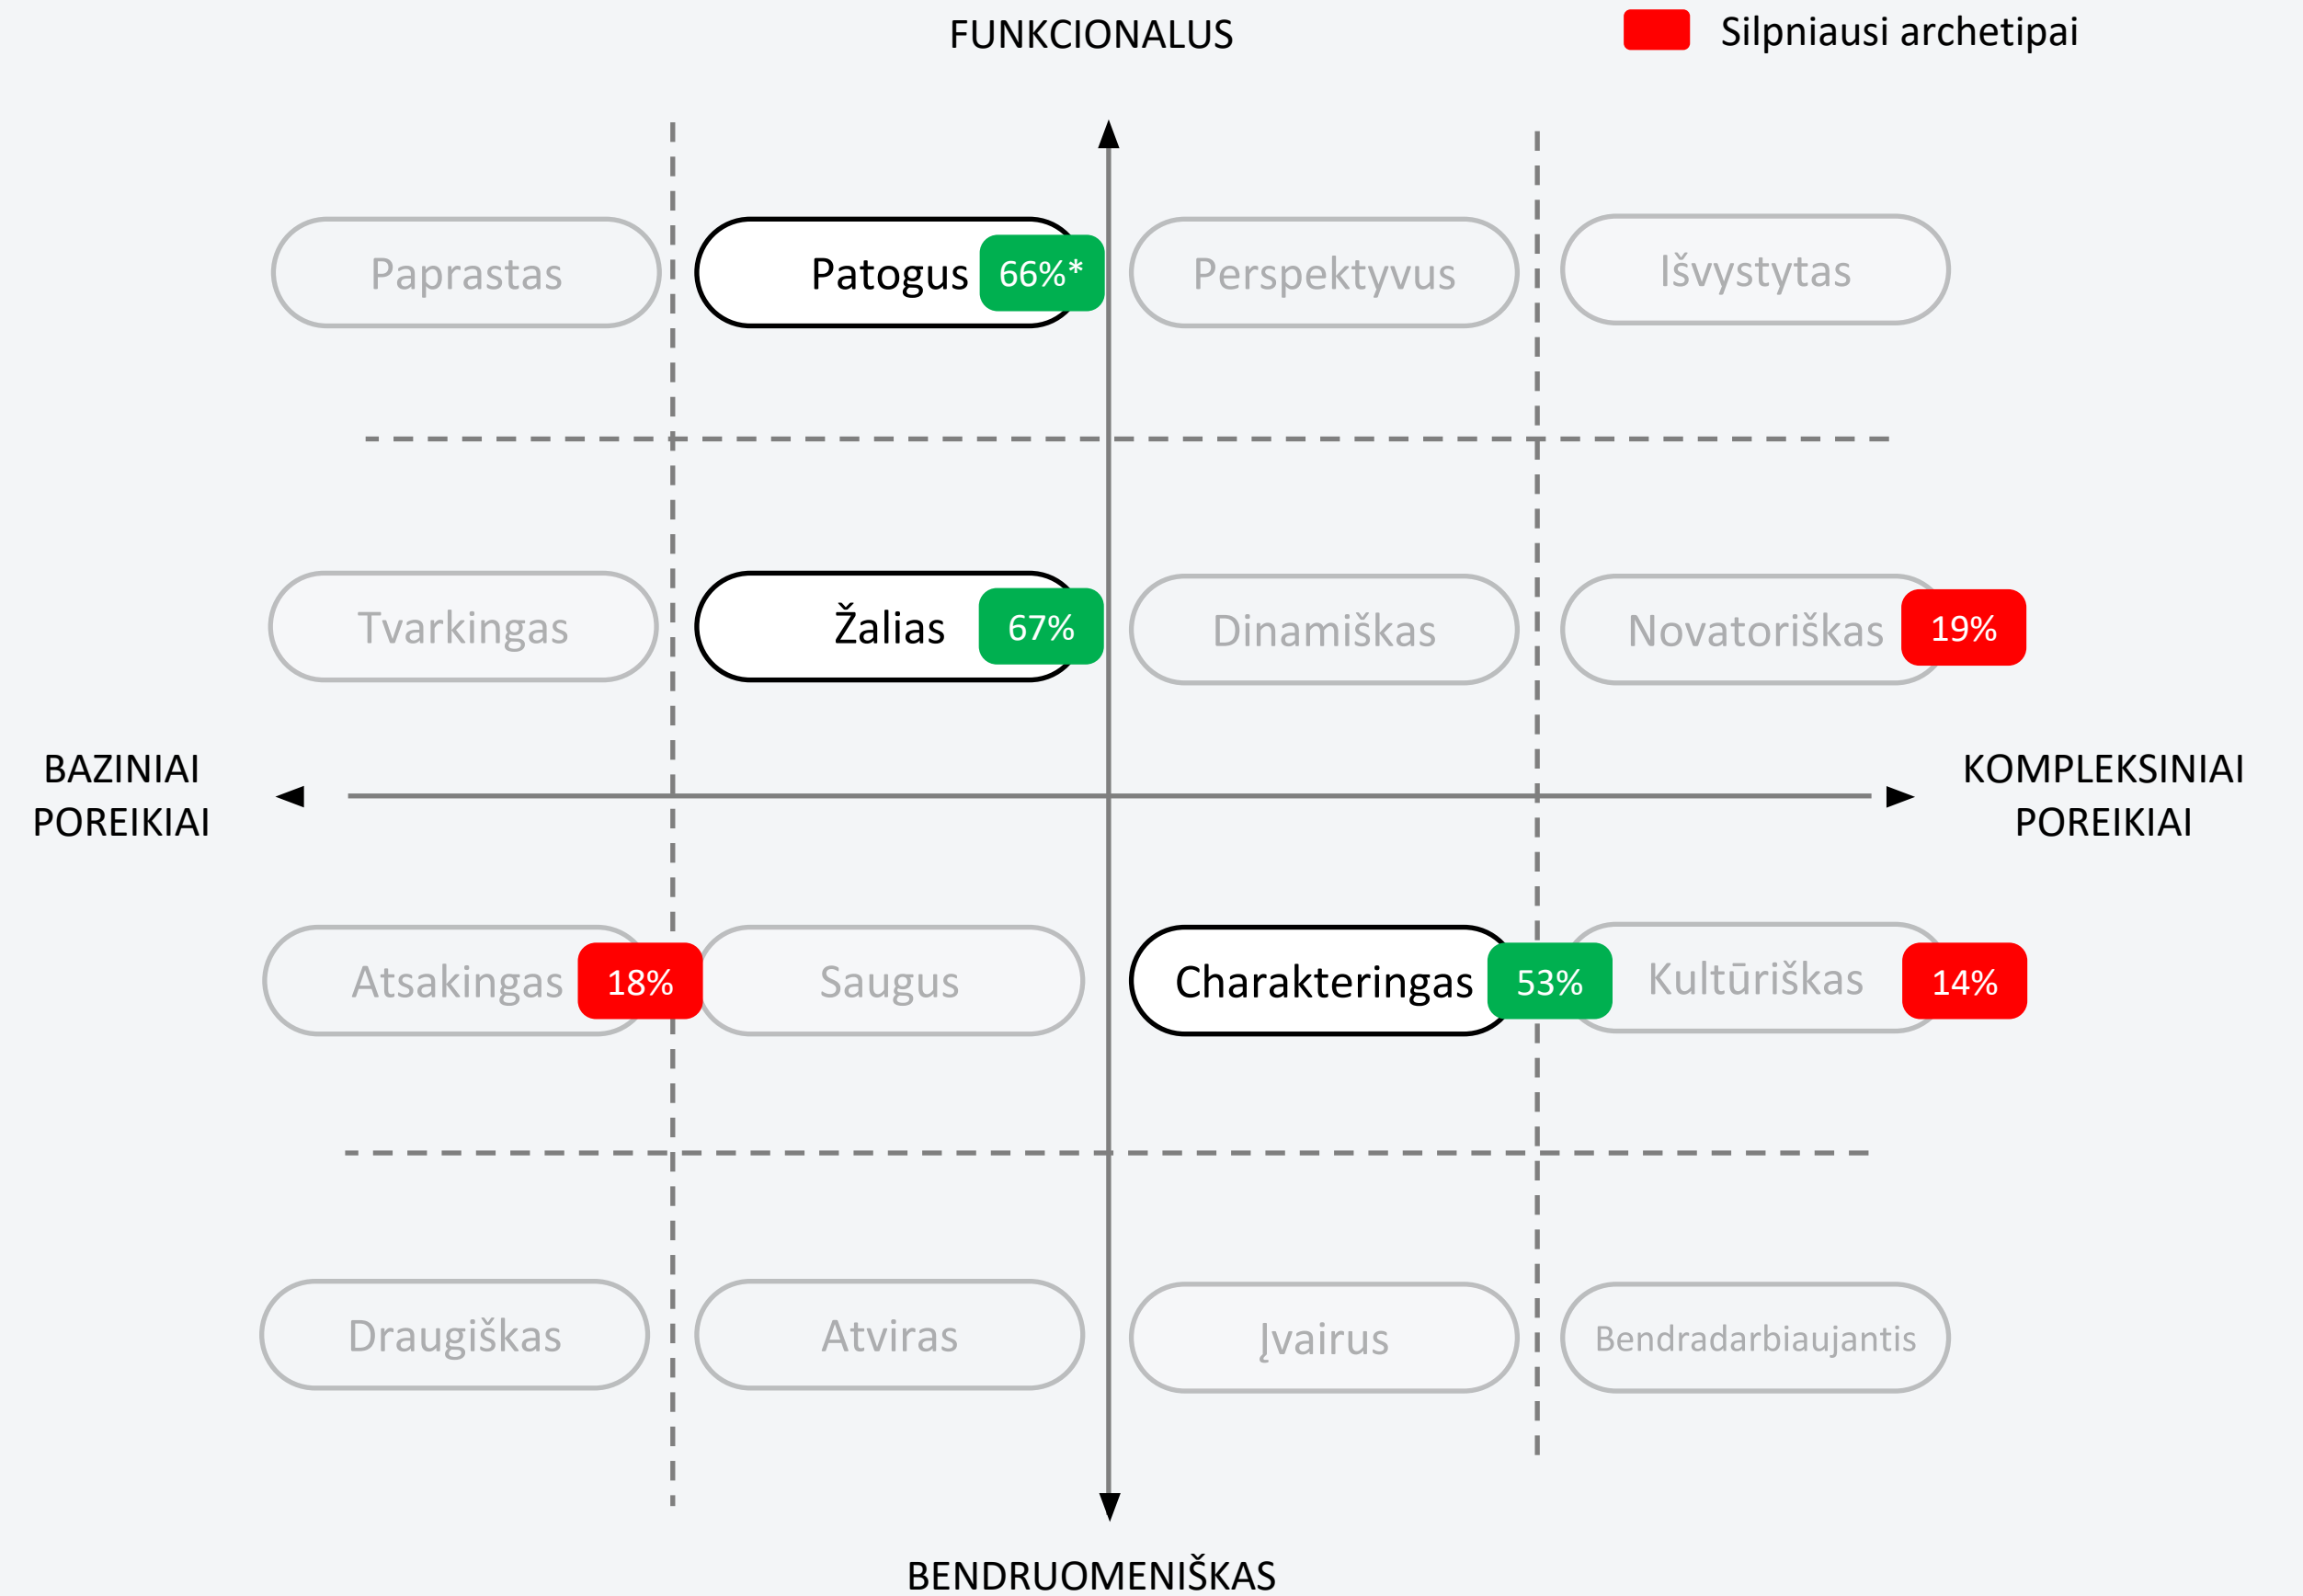 FUNKCIONALUS
Silpniausi archetipai
Paprastas
Patogus
66%*
Perspektyvus
Išvystytas
Tvarkingas
Žalias
67%
Dinamiškas
Novatoriškas
19%
BAZINIAI
POREIKIAI
KOMPLEKSINIAI
POREIKIAI
Atsakingas
18%
Saugus
Charakteringas
53%
Kultūriškas
14%
Draugiškas
Atviras
Įvairus
Bendradarbiaujantis
BENDRUOMENIŠKAS